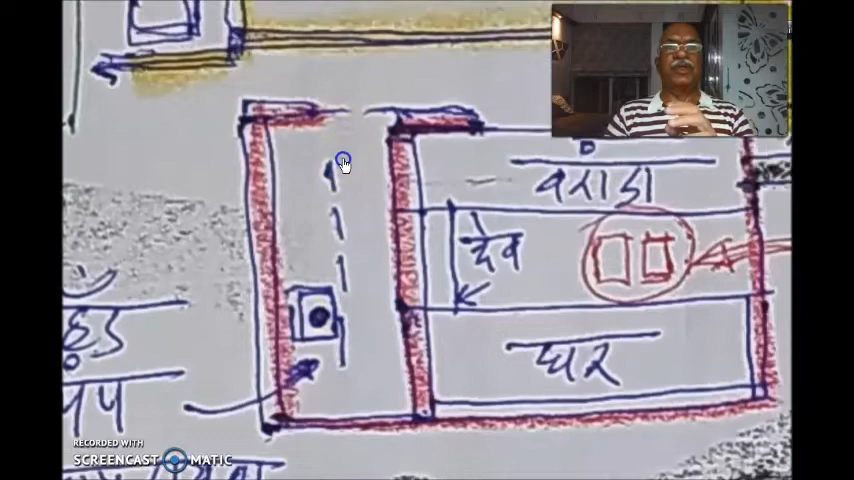 वरांडा
देव
घर
हँड
पंप
RECORDED WITH
SCREENCAST MATIC